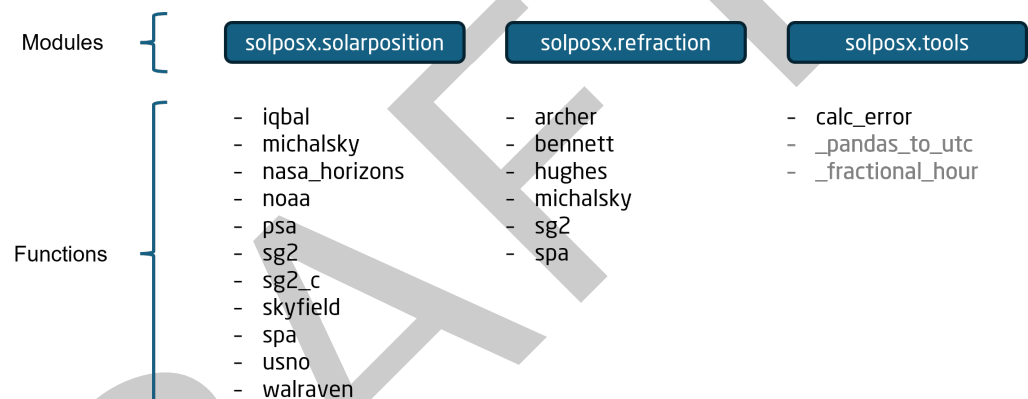 Modules
solposx.solarposition
solposx.refraction
solposx.tools
Functions
- iqbal
- michalsky
- nasa_horizons
- noaa
- psa
- sg2
- sg2_c
- skyfield
- spa
- usno
- walraven
- archer
- bennett
- hughes
- michalsky
- sg2
- spa
- calc_error
- _pandas_to_utc
- _fractional_hour